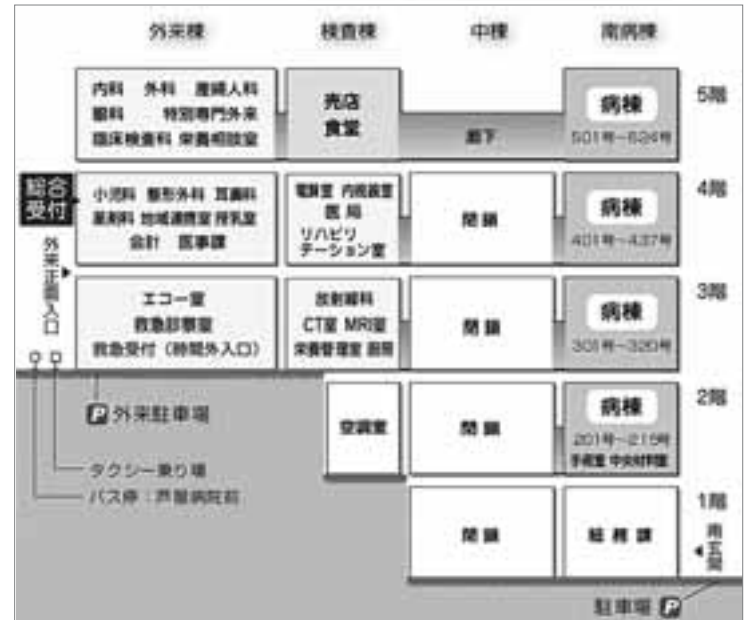 外来棟 検査棟 中棟 南病棟
内科 外科 産婦人科
眼科 特別専門外来
臨床検査科 栄養相談室
売店
食堂
廊下
病棟
501号〜524号
5階
総合
受付
小児科 整形外科 耳鼻科
薬剤科 地域連携室 授乳室
会計 医事課
医局
リハビリ
テーション室
閉鎖
病棟
401号〜437号
4階
外来正面入口
エコー室
救急診察室
救急受付(時間外入口)
放射線科
CT室 MRI室
栄養管理室 厨房
閉鎖
病棟
301号〜320号
3階
P 外来駐車場
空調室
閉鎖
病棟
201号〜215号
手術室 中央材料室
2階
タクシー乗り場
バス停:芦屋病院前
閉鎖
総務課
1階
南玄関
駐車場 P